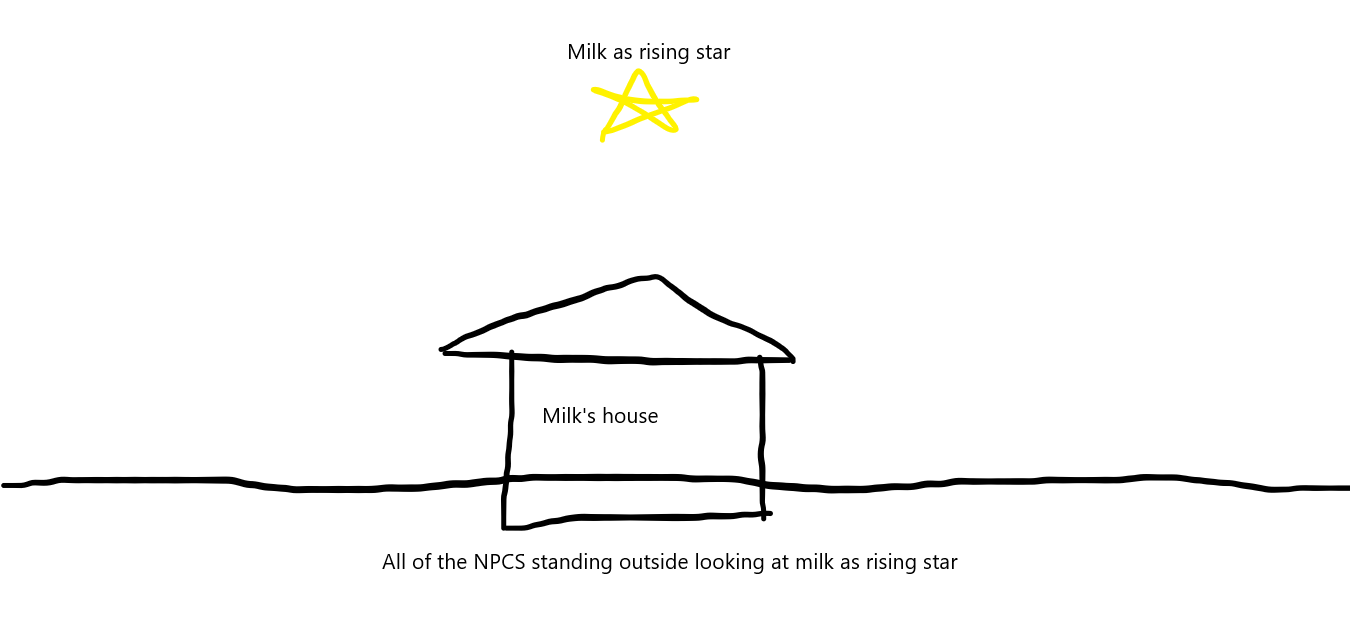 Milk as rising star
Milk's house
All of the NPCS standing outside looking at milk as rising star